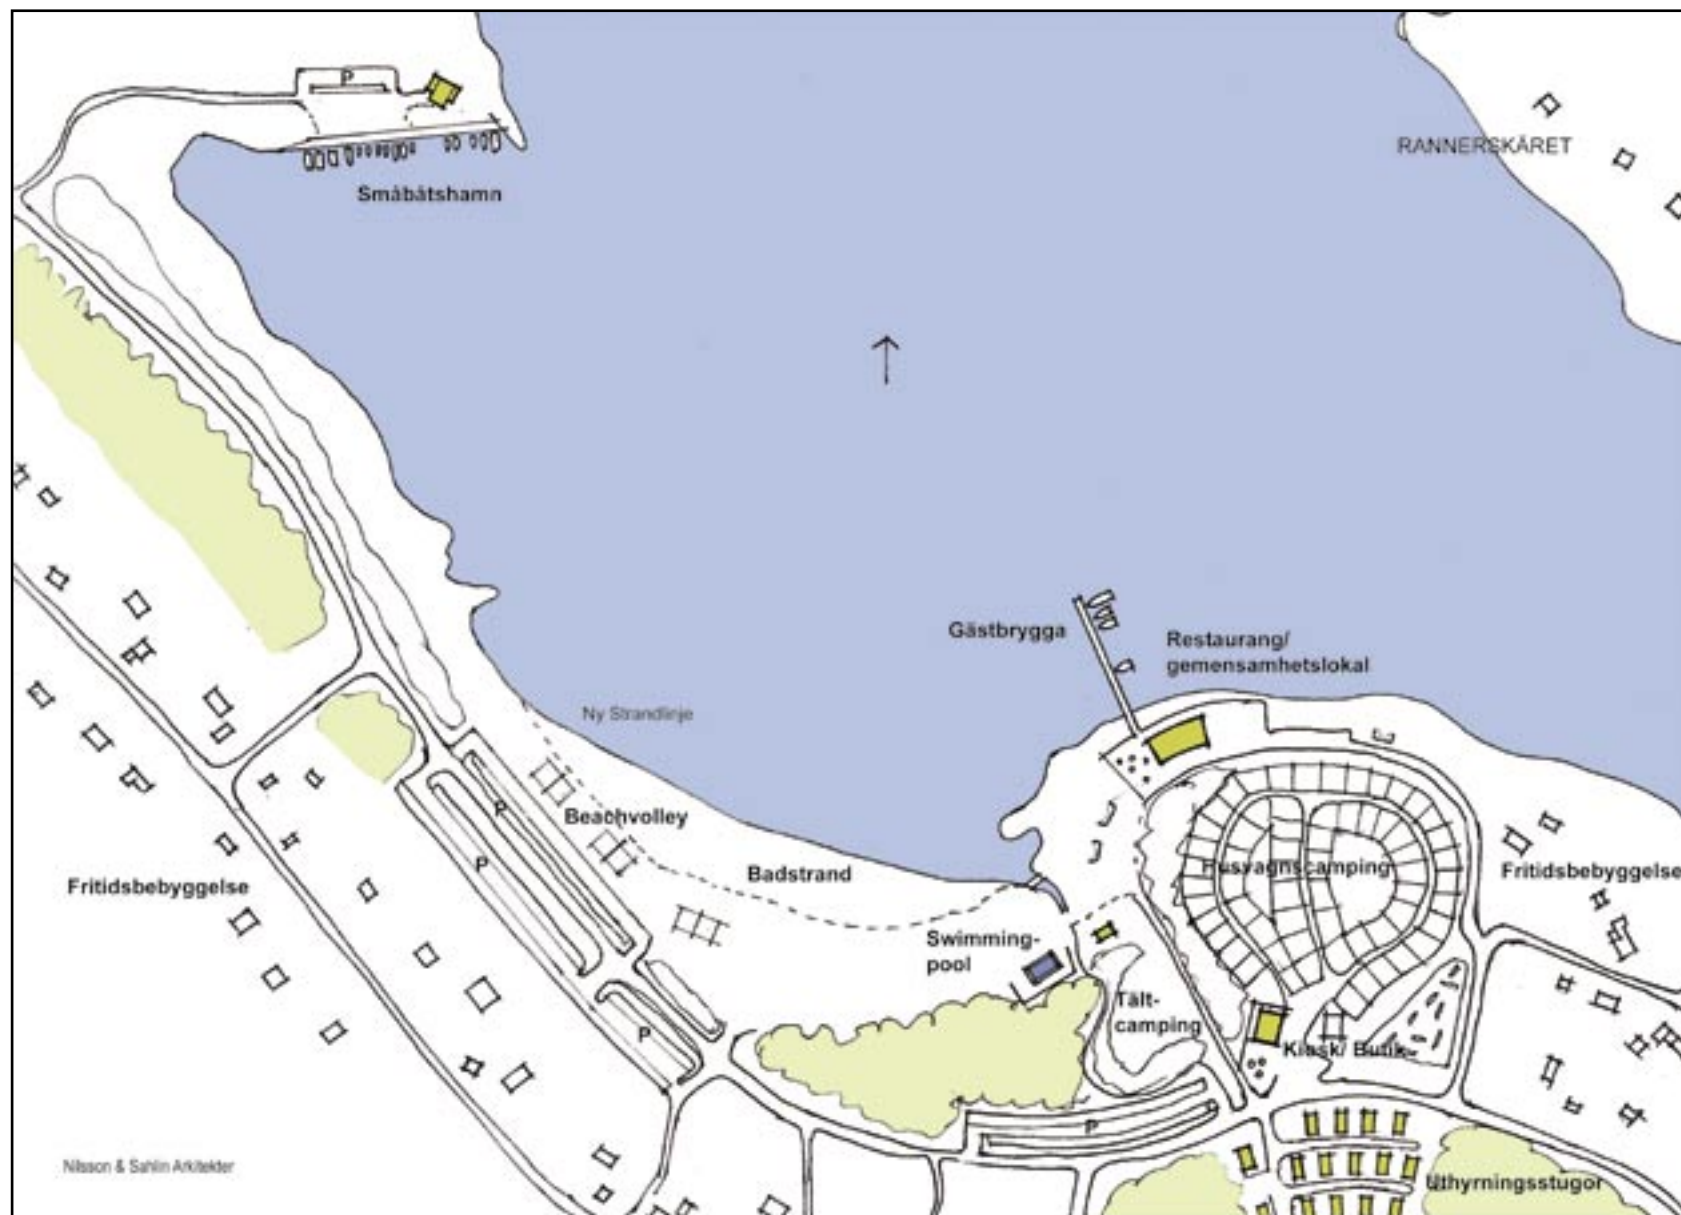 P
RANNERSKÄRET
Småbåtshamn
Gästbrygga
Restaurang/
gemensamhetslokal
Ny Strandlinje
P
Beachvolley
P
Badstrand
Husvagnscamping
Fritidsbebyggelse
Fritidsbebyggelse
Swimming-
pool
Tält-
camping
P
Kiosk/ Butik
P
Nilsson & Sahlin Arkitekter
Uthyrningsstugor